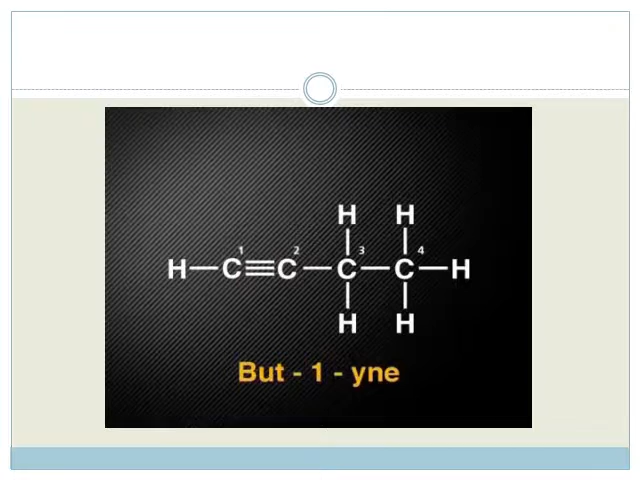 H H
1 2 3 4
H—C≡C—C—C—H
H H
But - 1 - yne